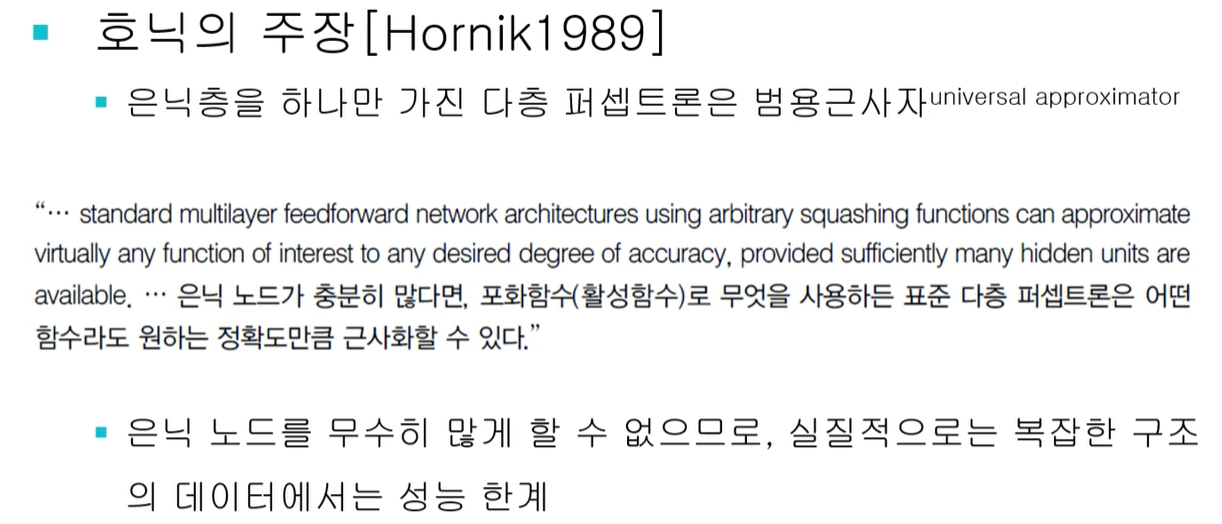 호닉의 주장[Hornik1989]
은닉층을 하나만 가진 다층 퍼셉트론은 범용근사자universal approximator
“… standard multilayer feedforward network architectures using arbitrary squashing functions can approximate
virtually any function of interest to any desired degree of accuracy, provided sufficiently many hidden units are
available. … 은닉 노드가 충분히 많다면, 포화함수(활성함수)로 무엇을 사용하든 표준 다층 퍼셉트론은 어떤
함수라도 원하는 정확도만큼 근사화할 수 있다.”
은닉 노드를 무수히 많게 할 수 없으므로, 실질적으로는 복잡한 구조
의 데이터에서는 성능 한계